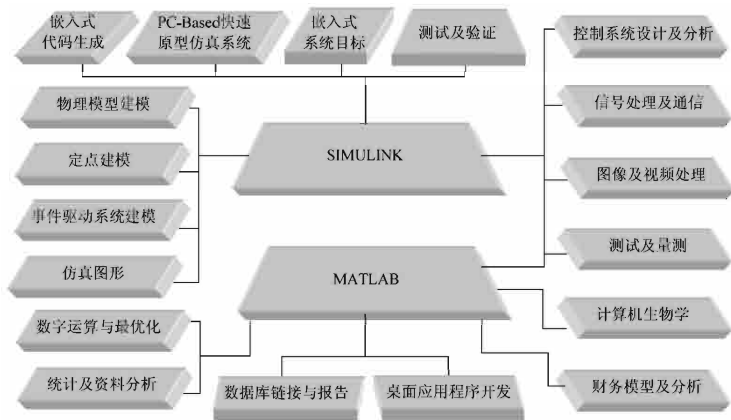 嵌入式
代码生成
PC-Based快速
原型仿真系统
嵌入式
系统目标
测试及验证
控制系统设计及分析
物理模型建模
信号处理及通信
SIMULINK
定点建模
图像及视频处理
事件驱动系统建模
测试及量测
仿真图形
MATLAB
计算机生物学
数字运算与最优化
统计及资料分析
数据库链接与报告
桌面应用程序开发
财务模型及分析